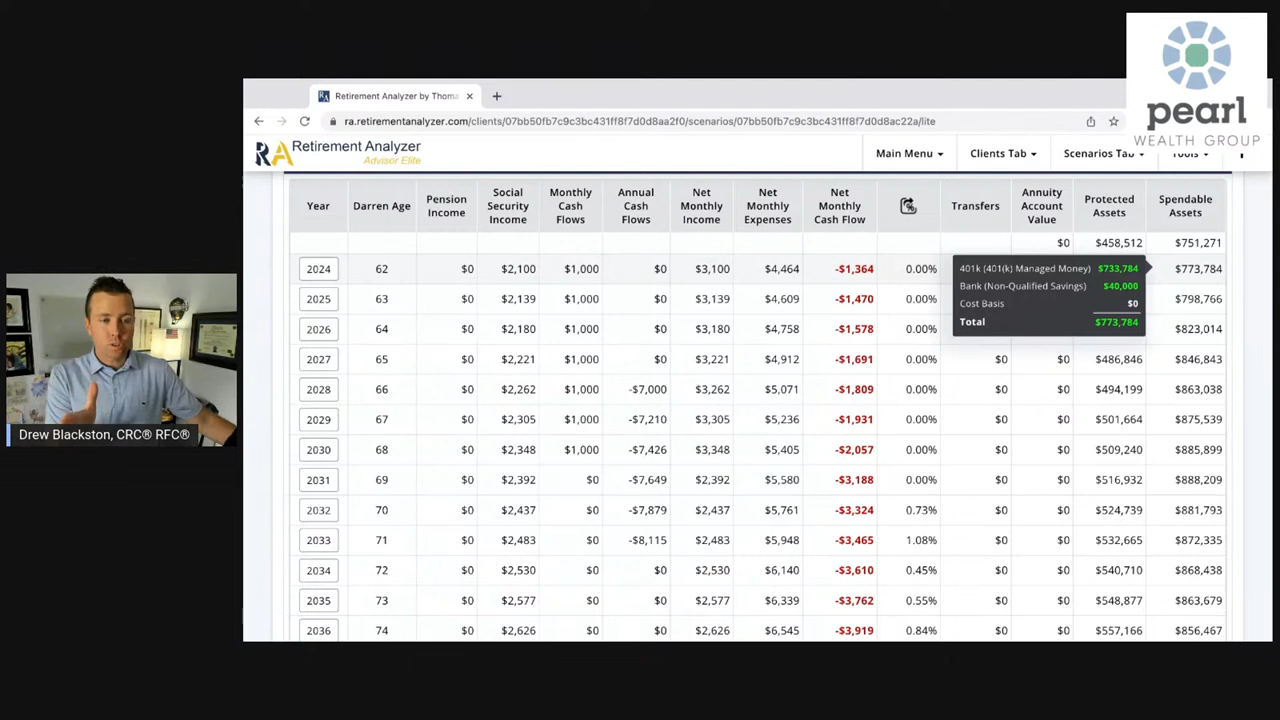 pearl
WEALTH GROUP
Retirement Analyzer by Thoma
ra.retirementanalyzer.com/clients/07bb50fb7c9c3bc431ff8f7d0d8aa2f0/scenarios/07bb50fb7c9c3bc431ff8f7d0d8ac22a/lite
RA Retirement Analyzer
Advisor Elite
Main Menu
Clients Tab
Scenarios Tab
Tools
Year Darren Age Pension Income Social Security Income Monthly Cash Flows Annual Cash Flows Net Monthly Income Net Monthly Expenses Net Monthly Cash Flow % Transfers Annuity Account Value Protected Assets Spendable Assets
$0 $458,512 $751,271
2024 62 $0 $2,100 $1,000 $0 $3,100 $4,464 -$1,364 0.00% $773,784
2025 63 $0 $2,139 $1,000 $0 $3,139 $4,609 -$1,470 0.00% $798,766
2026 64 $0 $2,180 $1,000 $0 $3,180 $4,758 -$1,578 0.00% $823,014
401k (401(k) Managed Money) $733,784
Bank (Non-Qualified Savings) $40,000
Cost Basis $0
Total $773,784
2027 65 $0 $2,221 $1,000 $0 $3,221 $4,912 -$1,691 0.00% $0 $0 $486,846 $846,843
2028 66 $0 $2,262 $1,000 -$7,000 $3,262 $5,071 -$1,809 0.00% $0 $0 $494,199 $863,038
2029 67 $0 $2,305 $1,000 -$7,210 $3,305 $5,236 -$1,931 0.00% $0 $0 $501,664 $875,539
2030 68 $0 $2,348 $1,000 -$7,426 $3,348 $5,405 -$2,057 0.00% $0 $0 $509,240 $885,899
2031 69 $0 $2,392 $0 -$7,649 $2,392 $5,580 -$3,188 0.00% $0 $0 $516,932 $888,209
2032 70 $0 $2,437 $0 -$7,879 $2,437 $5,761 -$3,324 0.73% $0 $0 $524,739 $881,793
2033 71 $0 $2,483 $0 -$8,115 $2,483 $5,948 -$3,465 1.08% $0 $0 $532,665 $872,335
2034 72 $0 $2,530 $0 $0 $2,530 $6,140 -$3,610 0.45% $0 $0 $540,710 $868,438
2035 73 $0 $2,577 $0 $0 $2,577 $6,339 -$3,762 0.55% $0 $0 $548,877 $863,679
2036 74 $0 $2,626 $0 $0 $2,626 $6,545 -$3,919 0.84% $0 $0 $557,166 $856,467
Drew Blackston, CRC® RFC®